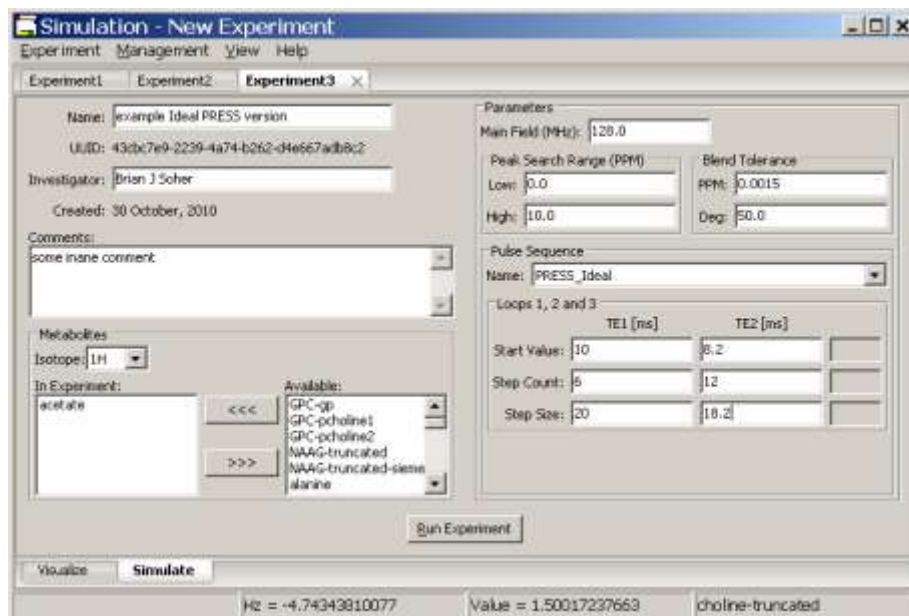 Simulation - New Experiment
Experiment Management View Help
Experiment1 Experiment2 Experiment3
Name: example Ideal PRESS version
UUID: 43cbc7e9-2239-4a74-b262-d4e667adb8c2
Investigator: Brian J Soher
Created: 30 October, 2010
Comments:
some inane comment
Metabolites
Isotope: 1H
In Experiment:
acetate
<<<
>>>
Available:
GPC-gp
GPC-pcholine1
GPC-pcholine2
NAAG-truncated
NAAG-truncated-sieme
alanine
Parameters
Main Field (MHz): 128.0
Peak Search Range (PPM)
Low: 0.0
High: 10.0
Blend Tolerance
PPM: 0.0015
Deg: 50.0
Pulse Sequence
Name: PRESS_Ideal
Loops 1, 2 and 3
TE1 [ms] TE2 [ms]
Start Value: 10 8.2
Step Count: 6 12
Step Size: 20 18.2
Run Experiment
Visualize Simulate
Hz = -4.74343810077 Value = 1.50017237663 choline-truncated